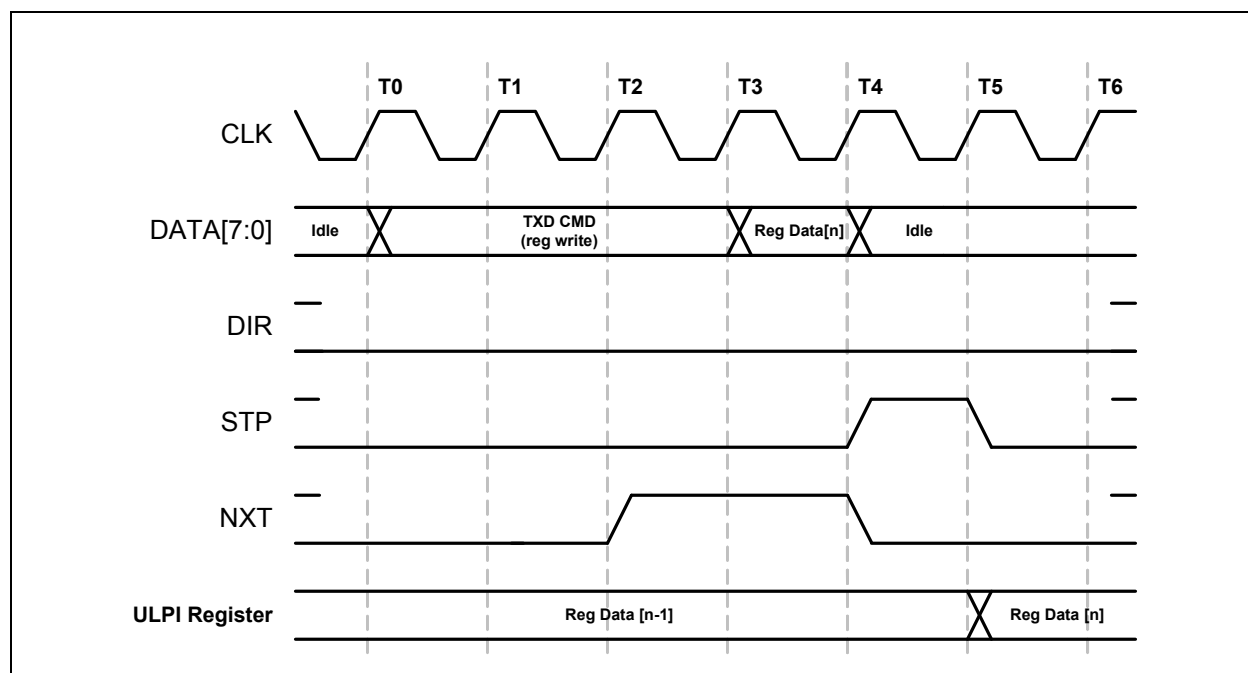 T0 T1 T2 T3 T4 T5 T6
CLK
DATA[7:0] Idle TXD CMD Reg Data[n] Idle
(reg write)
DIR
STP
NXT
ULPI Register Reg Data [n-1] Reg Data [n]